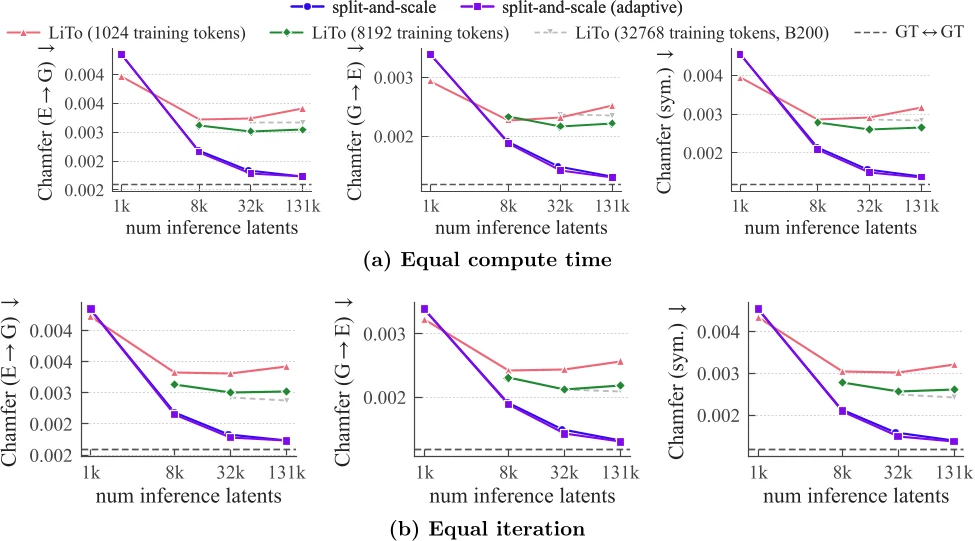 split-and-scale split-and-scale (adaptive)
LiTo (1024 training tokens) LiTo (8192 training tokens) LiTo (32768 training tokens, B200) GT↔GT
Chamfer (E→G) ↓
0.004
0.004
0.003
0.002
0.002
1k 8k 32k 131k
num inference latents
Chamfer (G→E) ↓
0.003
0.002
1k 8k 32k 131k
num inference latents
Chamfer (sym.) ↓
0.004
0.003
0.002
1k 8k 32k 131k
num inference latents
(a) Equal compute time
Chamfer (E→G) ↓
0.004
0.004
0.003
0.002
0.002
1k 8k 32k 131k
num inference latents
Chamfer (G→E) ↓
0.003
0.002
1k 8k 32k 131k
num inference latents
Chamfer (sym.) ↓
0.004
0.003
0.002
1k 8k 32k 131k
num inference latents
(b) Equal iteration